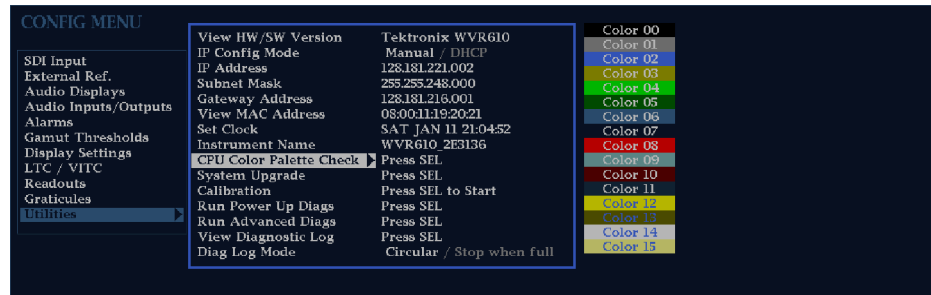 CONFIG MENU
SDI Input
External Ref.
Audio Displays
Audio Inputs/Outputs
Alarms
Gamut Thresholds
Display Settings
LTC / VITC
Readouts
Graticules
Utilities
View HW/SW Version Tektronix WVR610
IP Config Mode Manual / DHCP
IP Address 128.181.221.002
Subnet Mask 255.255.248.000
Gateway Address 128.181.216.001
View MAC Address 08:00:11:19:20:21
Set Clock SAT JAN 11 21:04:52
Instrument Name WVR610_2E3136
CPU Color Palette Check Press SEL
System Upgrade Press SEL
Calibration Press SEL to Start
Run Power Up Diags Press SEL
Run Advanced Diags Press SEL
View Diagnostic Log Press SEL
Diag Log Mode Circular / Stop when full
Color 00
Color 01
Color 02
Color 03
Color 04
Color 05
Color 06
Color 07
Color 08
Color 09
Color 10
Color 11
Color 12
Color 13
Color 14
Color 15